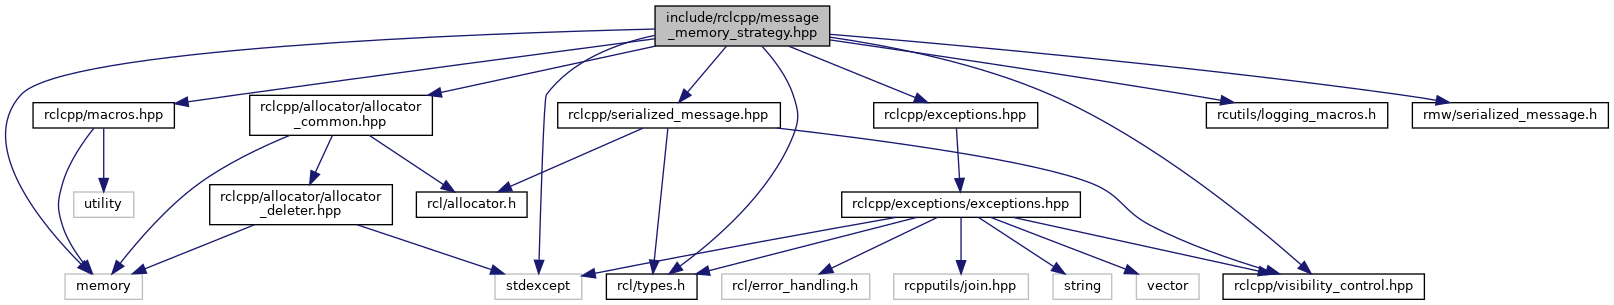 include/rclcpp/message
_memory_strategy.hpp
rclcpp/macros.hpp
rclcpp/allocator/allocator
_common.hpp
rclcpp/serialized_message.hpp
rclcpp/exceptions.hpp
rcutils/logging_macros.h
rmw/serialized_message.h
utility
rclcpp/allocator/allocator
_deleter.hpp
rcl/allocator.h
rclcpp/exceptions/exceptions.hpp
memory
stdexcept
rcl/types.h
rcl/error_handling.h
rcpputils/join.hpp
string
vector
rclcpp/visibility_control.hpp